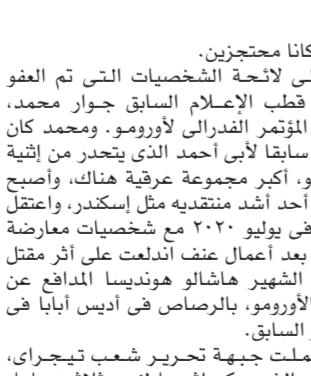 كانا محتجزين.
لائحة الشخصيات التى تم العفو
قطب الإعلام السابق جوار محمد،
المؤتمر الفدرالى لأورومو. ومحمد كان
سابقا لأبى أحمد الذى يتحدر من إثنية
أكبر مجموعة عرقية هناك، وأصبح
أحد أشد منتقديه مثل إسكندر، واعتقل
فى يوليو ٢٠٢٠ مع شخصيات معارضة
بعد أعمال عنف اندلعت على أثر مقتل
الشهير هاشالو هونديسا المدافع عن
الأورومو، بالرصاص فى أديس أبابا فى
السابق.
جبهة تحرير شعب تيجراى،